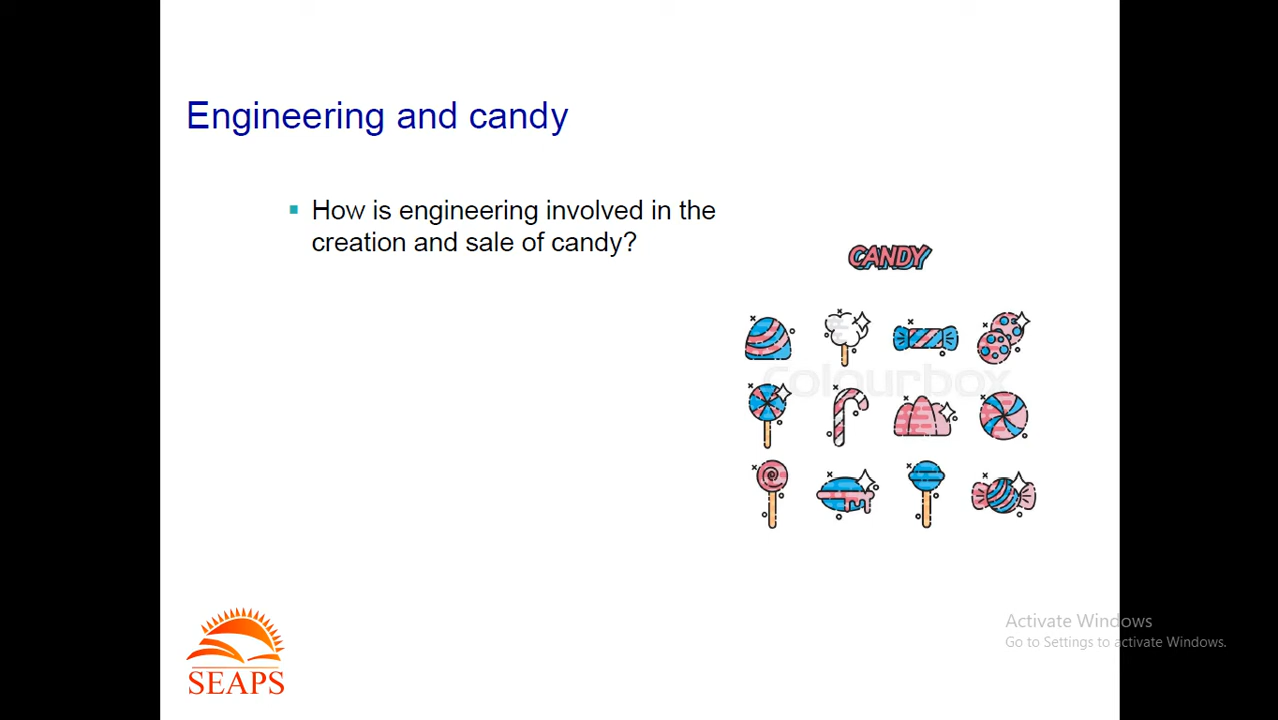 Engineering and candy
How is engineering involved in the
creation and sale of candy?
CANDY
colourbox
SEAPS
Activate Windows
Go to Settings to activate Windows.